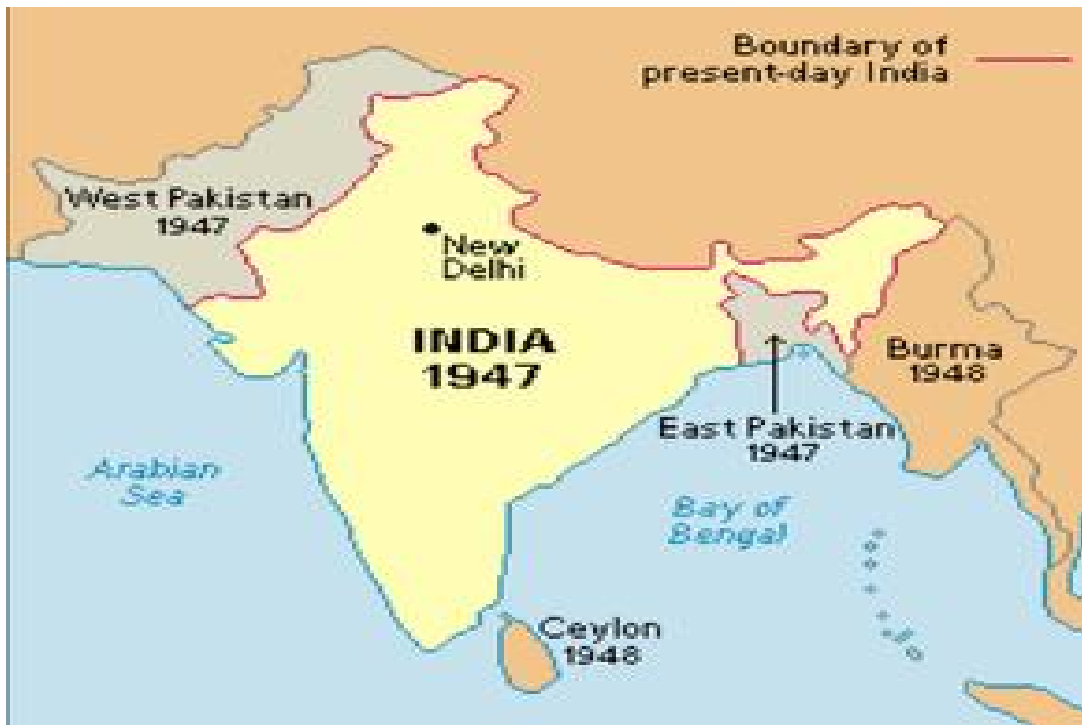 Boundary of
present-day India
West Pakistan
1947
New
Delhi
INDIA
1947
Burma
1948
East Pakistan
1947
Arabian
Sea
Bay of
Bengal
Ceylon
1948